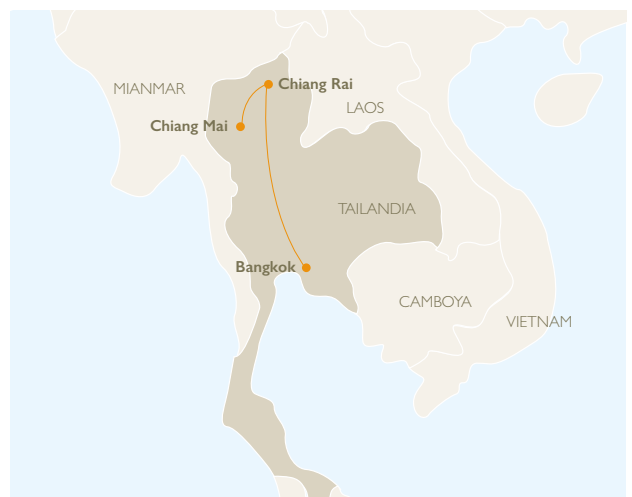 MIANMAR
Chiang Rai
LAOS
Chiang Mai
TAILANDIA
Bangkok
CAMBOYA
VIETNAM